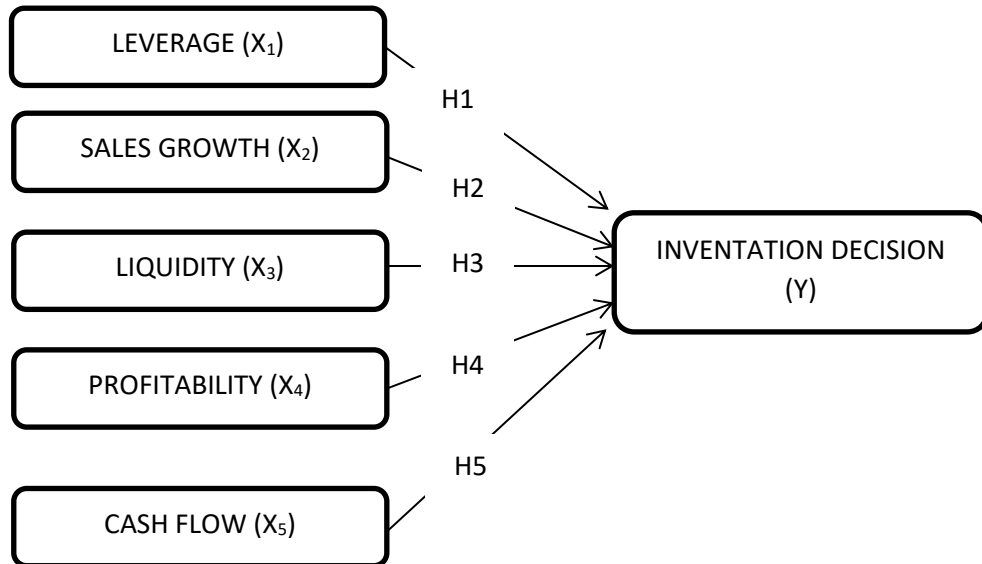 LEVERAGE (X₁)
H1
SALES GROWTH (X₂)
H2
LIQUIDITY (X₃)
H3
INVENTATION DECISION
(Y)
PROFITABILITY (X₄)
H4
H5
CASH FLOW (X₅)